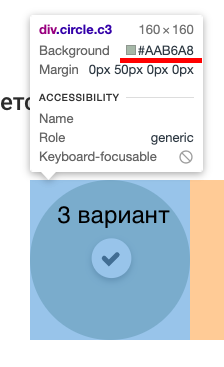 div.circle.c3 160 × 160
Background #AAB6A8
Margin 0px 50px 0px 0px
ACCESSIBILITY
Name
Role generic
Keyboard-focusable
3 вариант